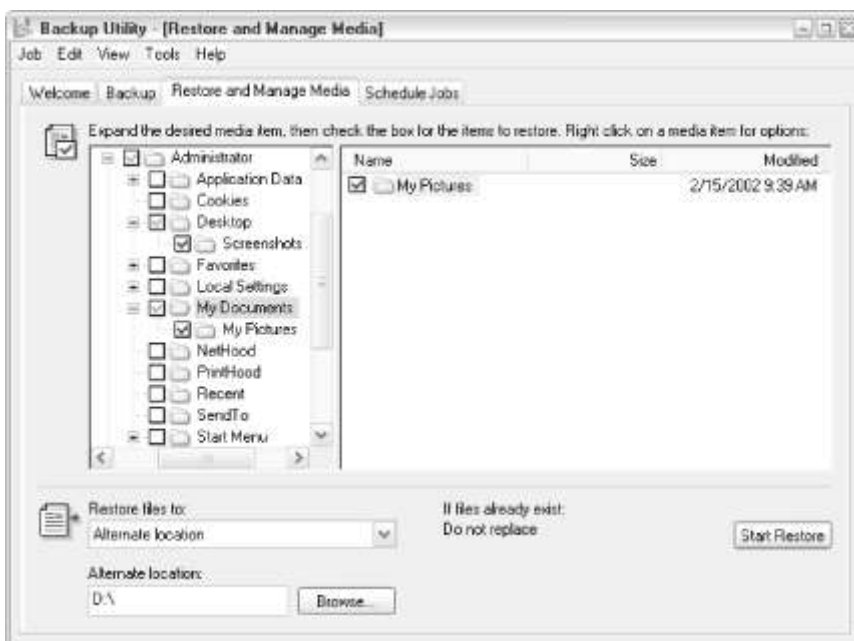 Backup Utility - [Restore and Manage Media]
Job Edit View Tools Help
Welcome Backup Restore and Manage Media Schedule Jobs
Expand the desired media item, then check the box for the items to restore. Right click on a media item for options:
Administrator
Application Data
Cookies
Desktop
Screenshots
Favorites
Local Settings
My Documents
My Pictures
NetHood
PrintHood
Recent
SendTo
Start Menu
Name Size Modified
My Pictures 2/15/2002 9:39 AM
Restore files to:
Alternate location
Alternate location:
D:\
Browse...
If files already exist:
Do not replace
Start Restore